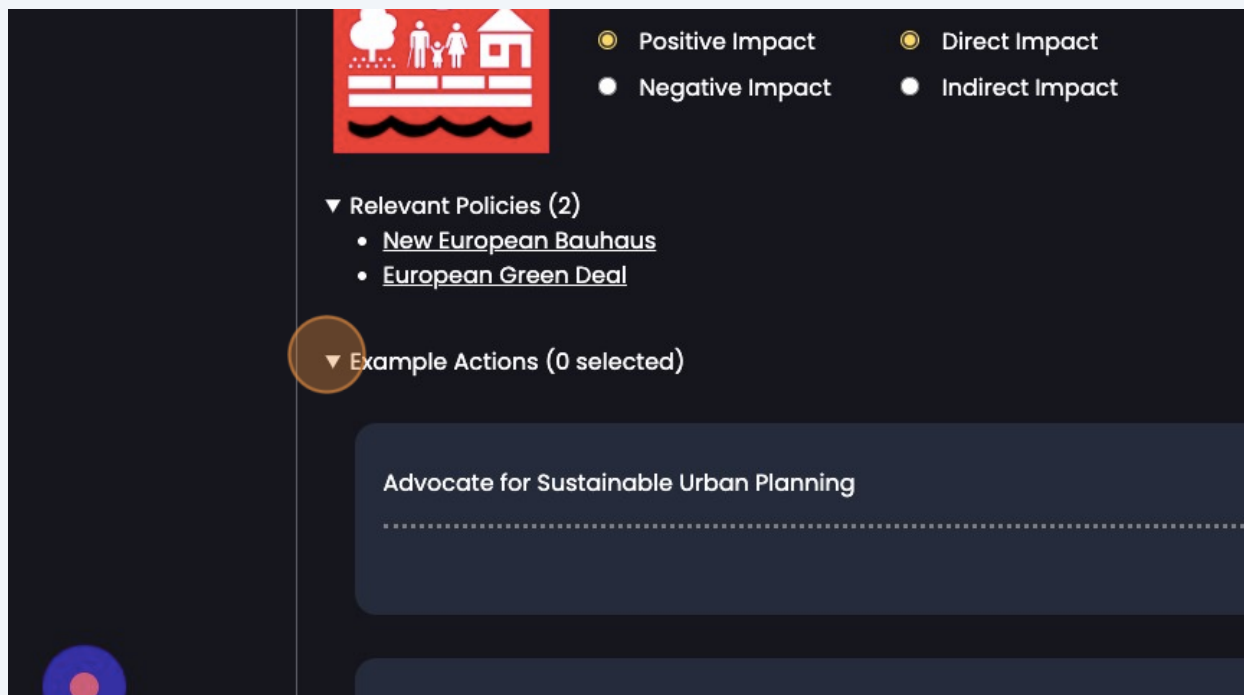 Positive Impact
Direct Impact
Negative Impact
Indirect Impact
Relevant Policies (2)
New European Bauhaus
European Green Deal
Example Actions (0 selected)
Advocate for Sustainable Urban Planning